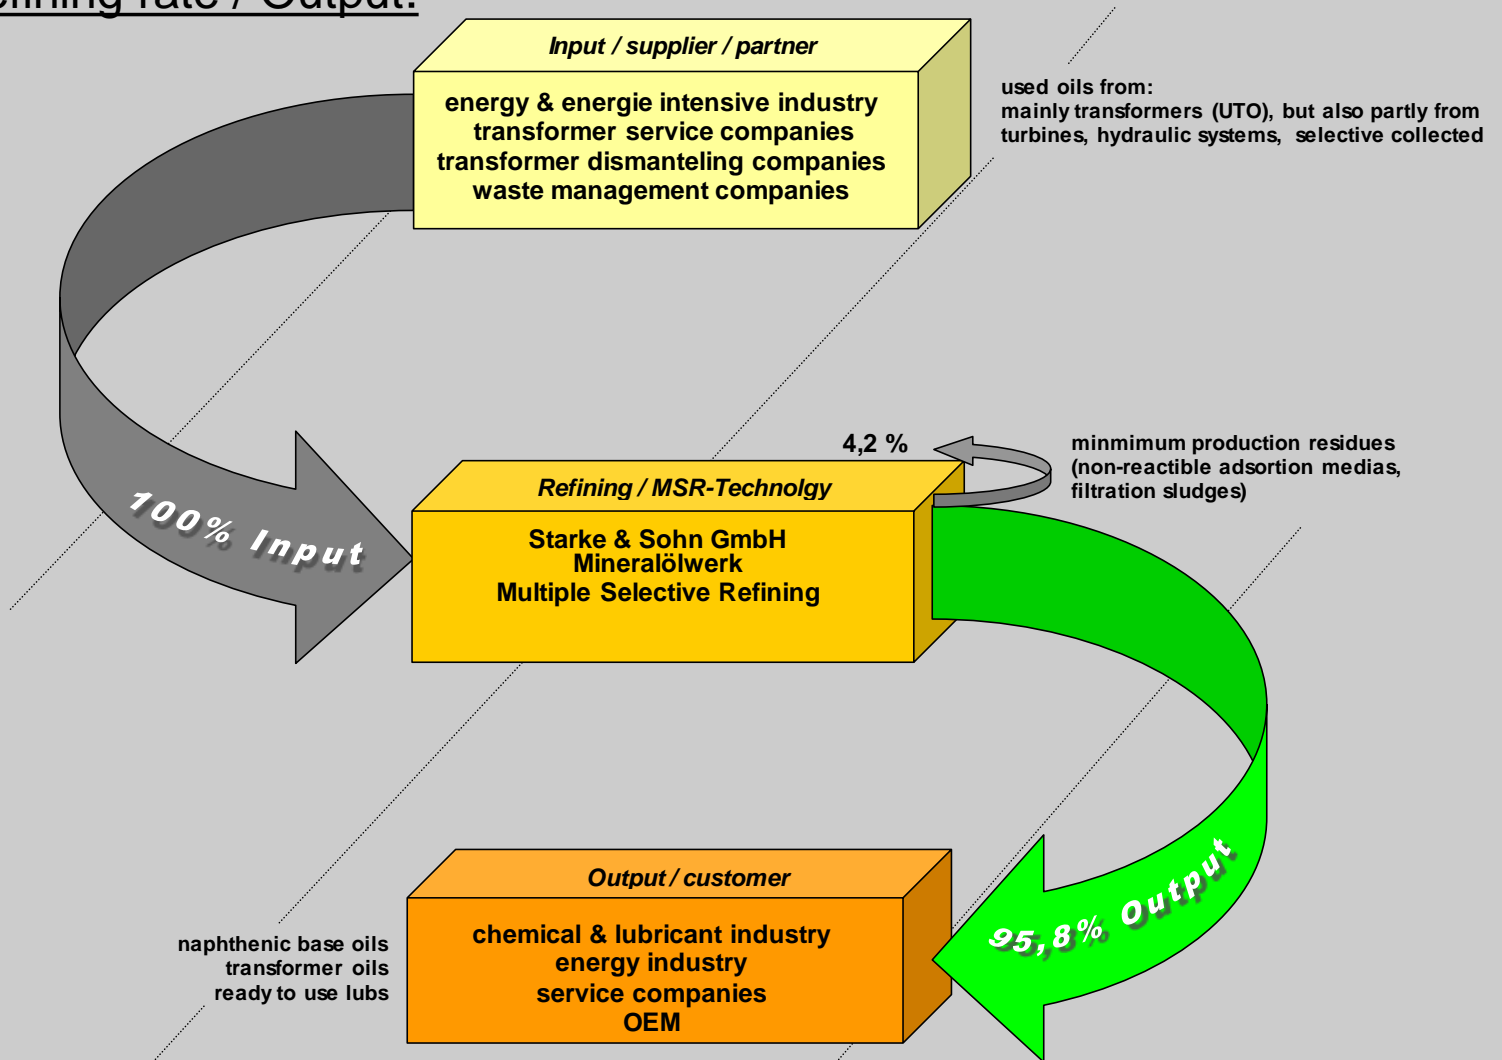 efining rate / Output:
Input / supplier / partner
energy & energie intensive industry
transformer service companies
transformer dismanteling companies
waste management companies
used oils from:
mainly transformers (UTO), but also partly from
turbines, hydraulic systems, selective collected
100% Input
4,2 %
minmimum production residues
(non-reactible adsortion medias,
filtration sludges)
Refining / MSR-Technolgy
Starke & Sohn GmbH
Mineralölwerk
Multiple Selective Refining
95,8% Output
Output / customer
chemical & lubricant industry
energy industry
service companies
OEM
naphthenic base oils
transformer oils
ready to use lubs